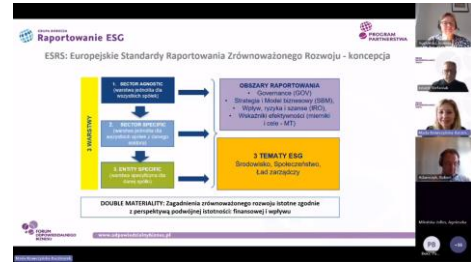 GRUPA ROBOCZA
Raportowanie ESG
PROGRAM
PARTNERSTWA
ESRS: Europejskie Standardy Raportowania Zrównoważonego Rozwoju - koncepcja
3 WARSTWY
1. SECTOR AGNOSTIC
(warstwa jednolita dla
wszystkich spółek)
2. SECTOR SPECIFIC
(warstwa jednolita dla
wszystkich spółek z danego
sektora)
3. ENTITY SPECIFIC
(warstwa specyficzna dla
danej spółki)
OBSZARY RAPORTOWANIA
• Governance (GOV)
• Strategia i Model biznesowy (SBM),
• Wpływ, ryzyka i szanse (IRO),
• Wskaźniki efektywności (mierniki
i cele - MT)
3 TEMATY ESG
Środowisko, Społeczeństwo,
Ład zarządczy
DOUBLE MATERIALITY: Zagadnienia zrównoważonego rozwoju istotne zgodnie
z perspektywą podwójnej istotności: finansowej i wpływu
FORUM
ODPOWIEDZIALNEGO
BIZNESU
www.odpowiedzialnybiznes.pl
PB